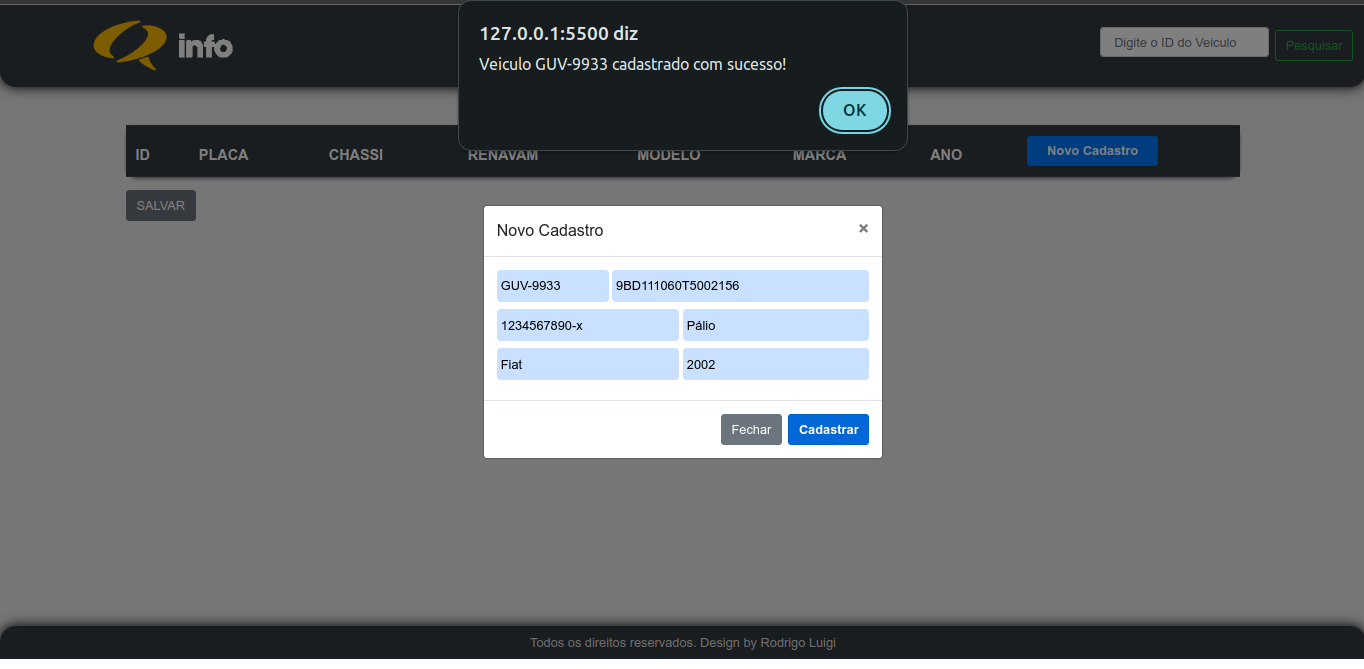 127.0.0.1:5500 diz
Veiculo GUV-9933 cadastrado com sucesso!
OK
info
Digite o ID do Veiculo
Pesquisar
ID PLACA CHASSI RENAVAM MODELO MARCA ANO Novo Cadastro
SALVAR
Novo Cadastro ×
GUV-9933 9BD111060T5002156
1234567890-x Pálio
Fiat 2002
Fechar Cadastrar
Todos os direitos reservados. Design by Rodrigo Luigi